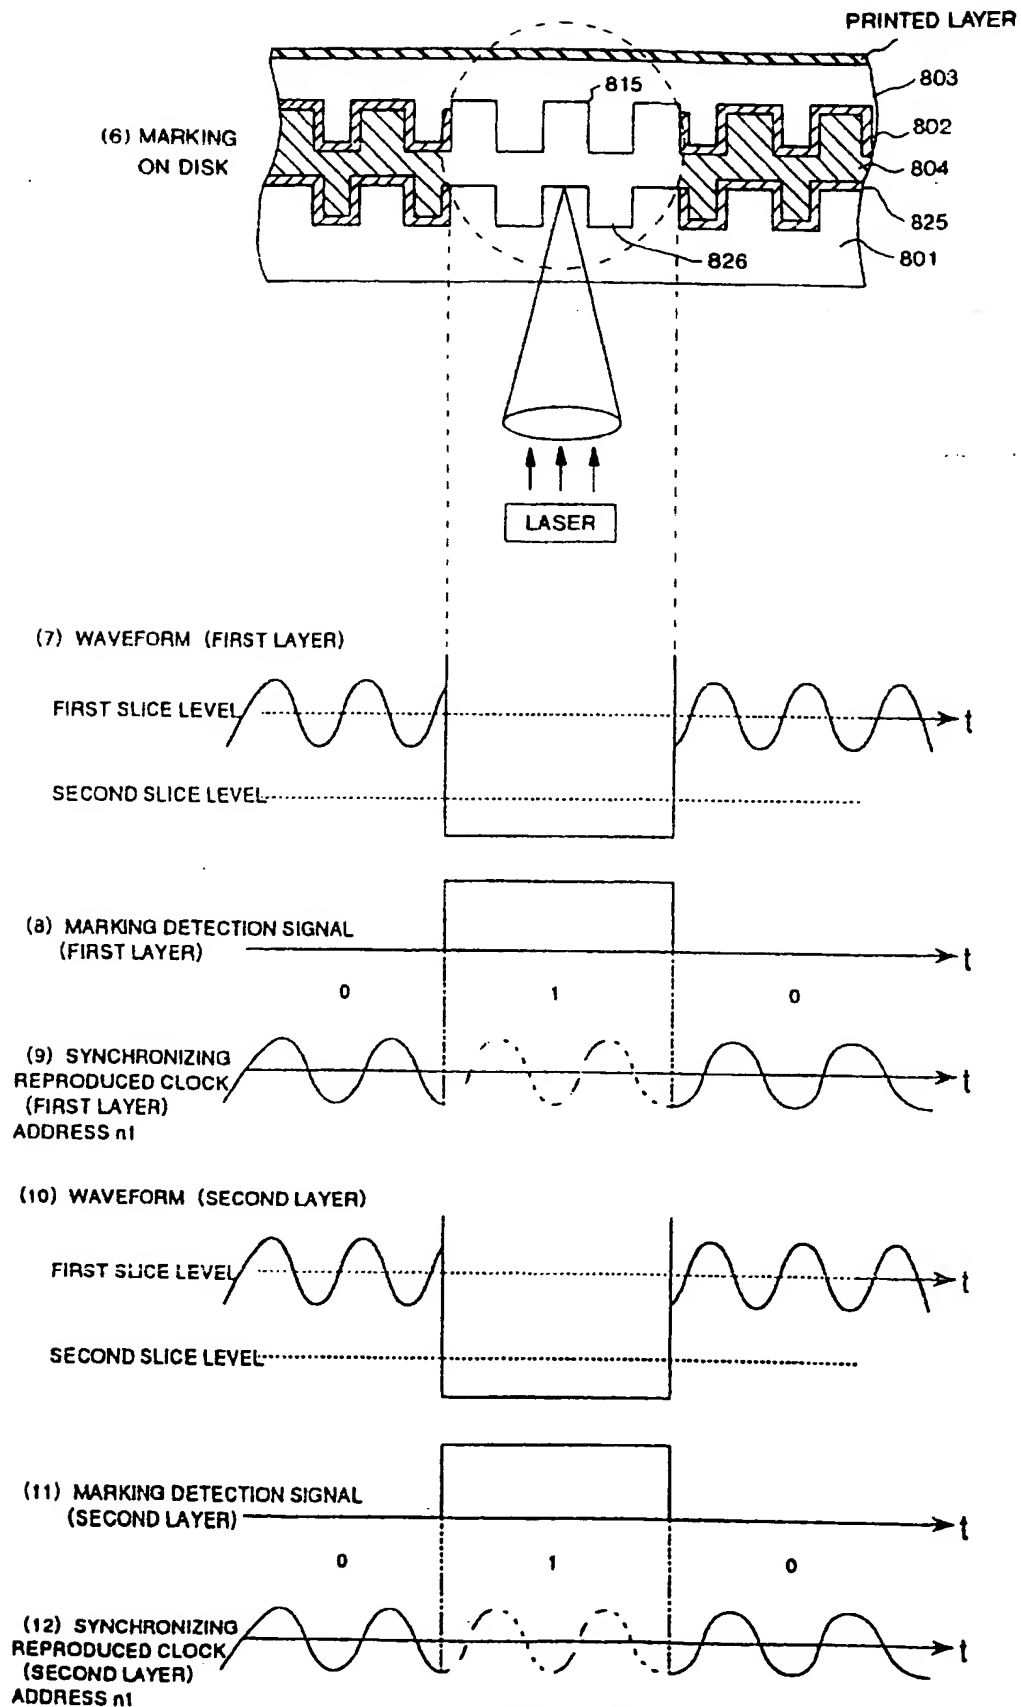 PRINTED LAYER
803
815
(6) MARKING
ON DISK
802
804
825
826
801
LASER
(7) WAVEFORM (FIRST LAYER)
FIRST SLICE LEVEL
t
SECOND SLICE LEVEL
(8) MARKING DETECTION SIGNAL
(FIRST LAYER)
t
0 1 0
(9) SYNCHRONIZING
REPRODUCED CLOCK
(FIRST LAYER)
ADDRESS n1
t
(10) WAVEFORM (SECOND LAYER)
FIRST SLICE LEVEL
t
SECOND SLICE LEVEL
(11) MARKING DETECTION SIGNAL
(SECOND LAYER)
t
0 1 0
(12) SYNCHRONIZING
REPRODUCED CLOCK
(SECOND LAYER)
ADDRESS n1
t